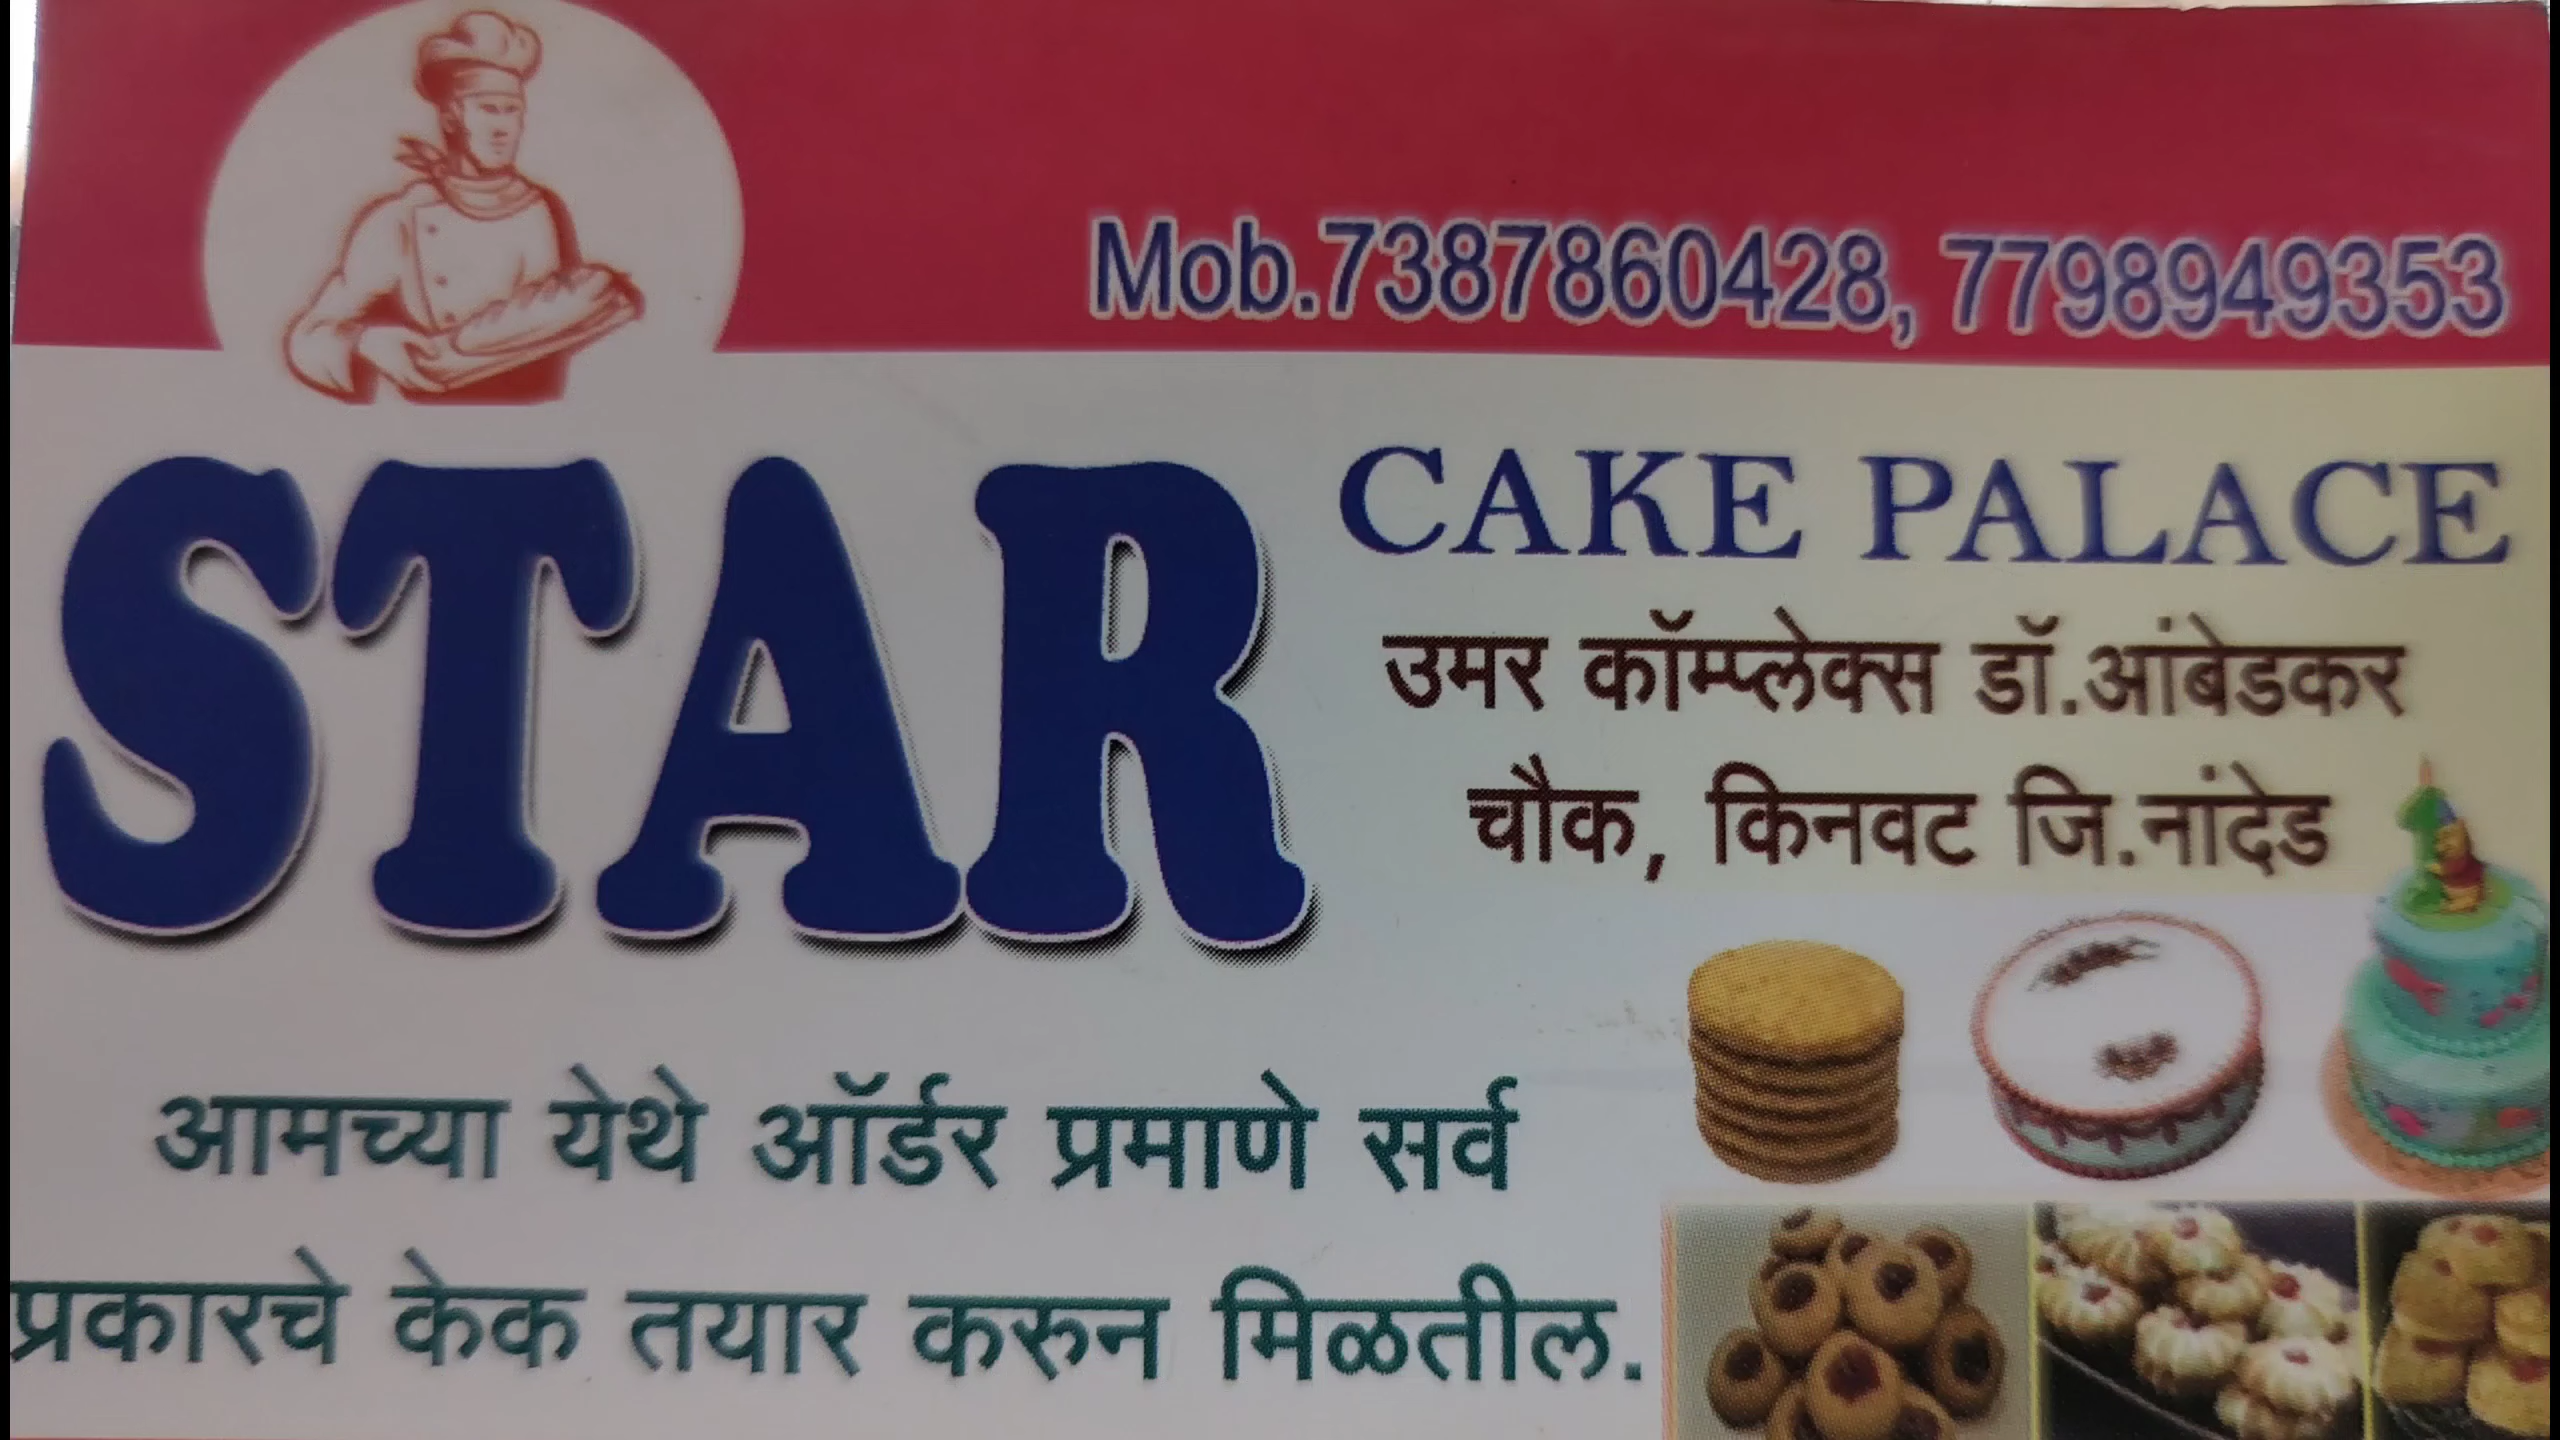 Mob.7387860428, 7798949353
STAR
CAKE PALACE
उमर कॉम्प्लेक्स डॉ.आंबेडकर
चौक, किनवट जि.नांदेड
आमच्या येथे ऑर्डर प्रमाणे सर्व
प्रकारचे केक तयार करुन मिळतील.